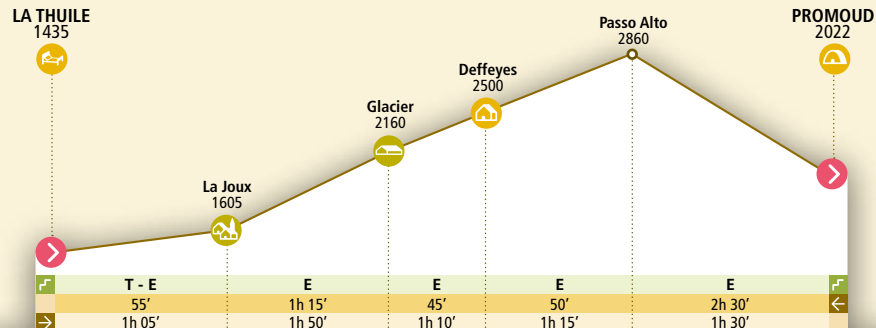 LA THUILE
1435
La Joux
1605
Glacier
2160
Deffeyes
2500
Passo Alto
2860
PROMOUD
2022
T - E E E E E
55’ 1h 15’ 45’ 50’ 2h 30’
1h 05’ 1h 50’ 1h 10’ 1h 15’ 1h 30’